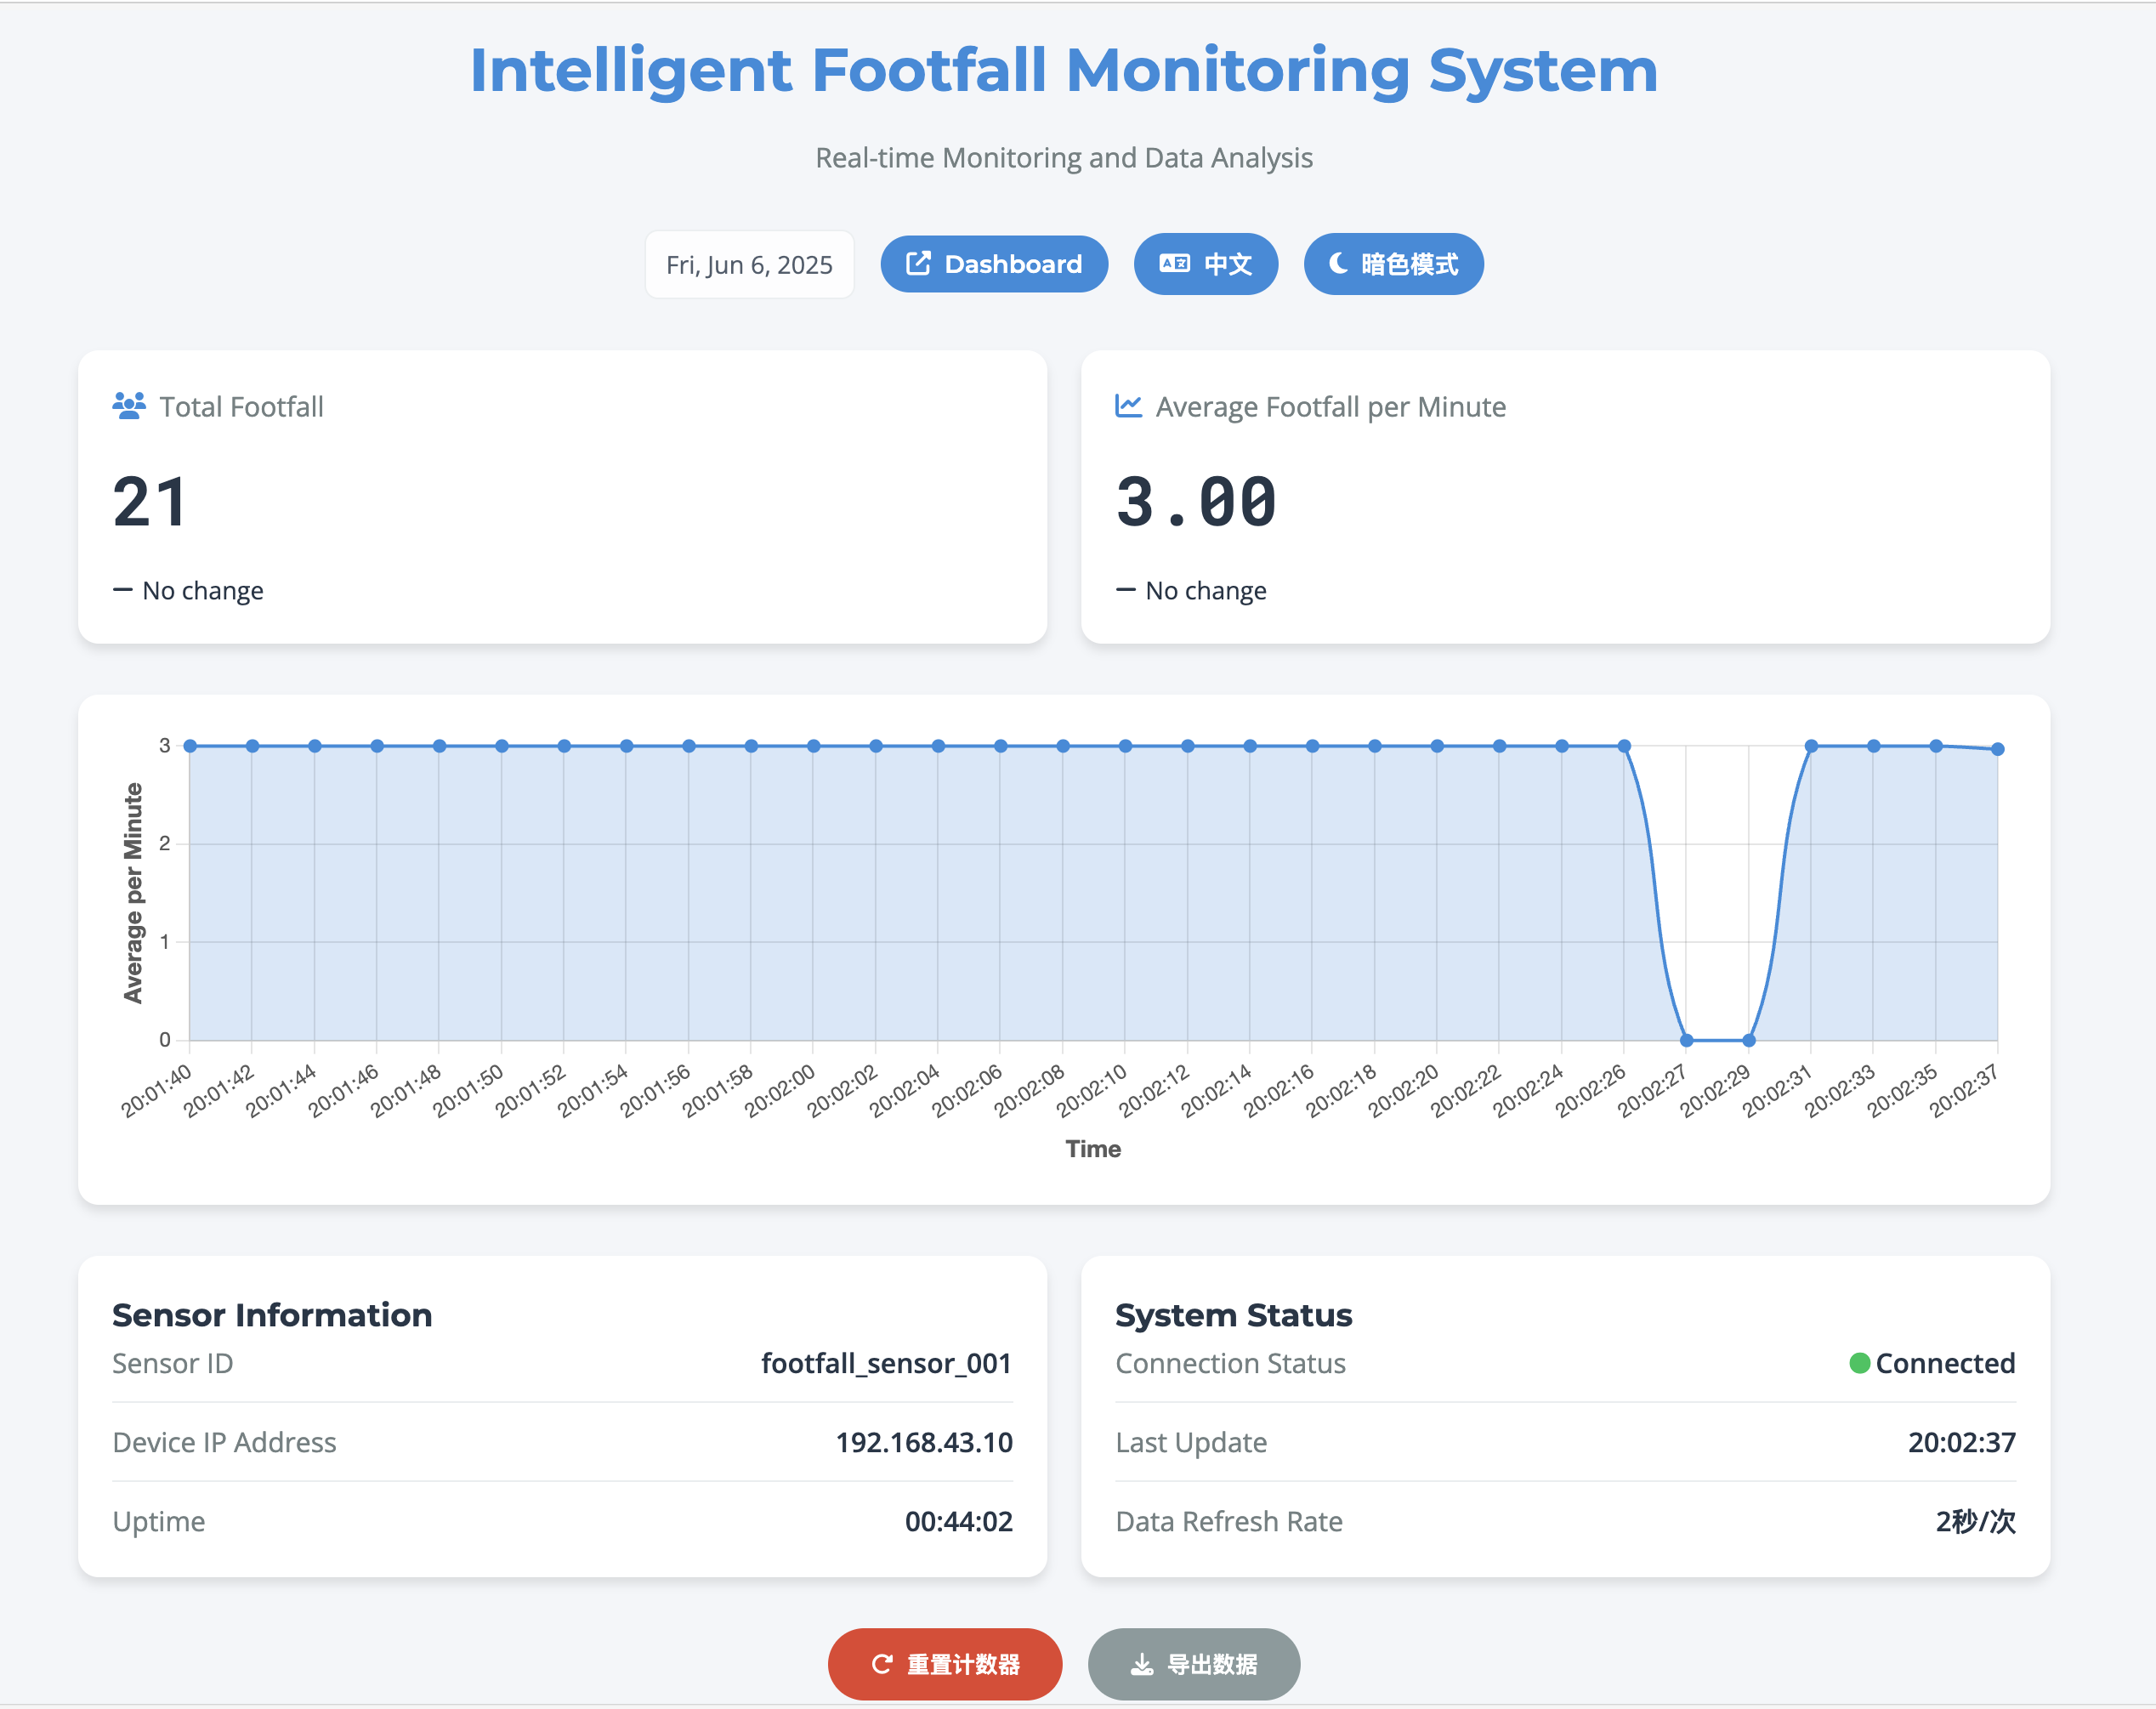 Intelligent Footfall Monitoring System
Real-time Monitoring and Data Analysis
Fri, Jun 6, 2025
Dashboard
中文
暗色模式
Total Footfall
21
No change
Average Footfall per Minute
3.00
No change
Average per Minute
3
2
1
0
20:01:40
20:01:42
20:01:44
20:01:46
20:01:48
20:01:50
20:01:52
20:01:54
20:01:56
20:01:58
20:02:00
20:02:02
20:02:04
20:02:06
20:02:08
20:02:10
20:02:12
20:02:14
20:02:16
20:02:18
20:02:20
20:02:22
20:02:24
20:02:26
20:02:27
20:02:29
20:02:31
20:02:33
20:02:35
20:02:37
Time
Sensor Information
Sensor ID footfall_sensor_001
Device IP Address 192.168.43.10
Uptime 00:44:02
System Status
Connection Status Connected
Last Update 20:02:37
Data Refresh Rate 2秒/次
重置计数器
导出数据